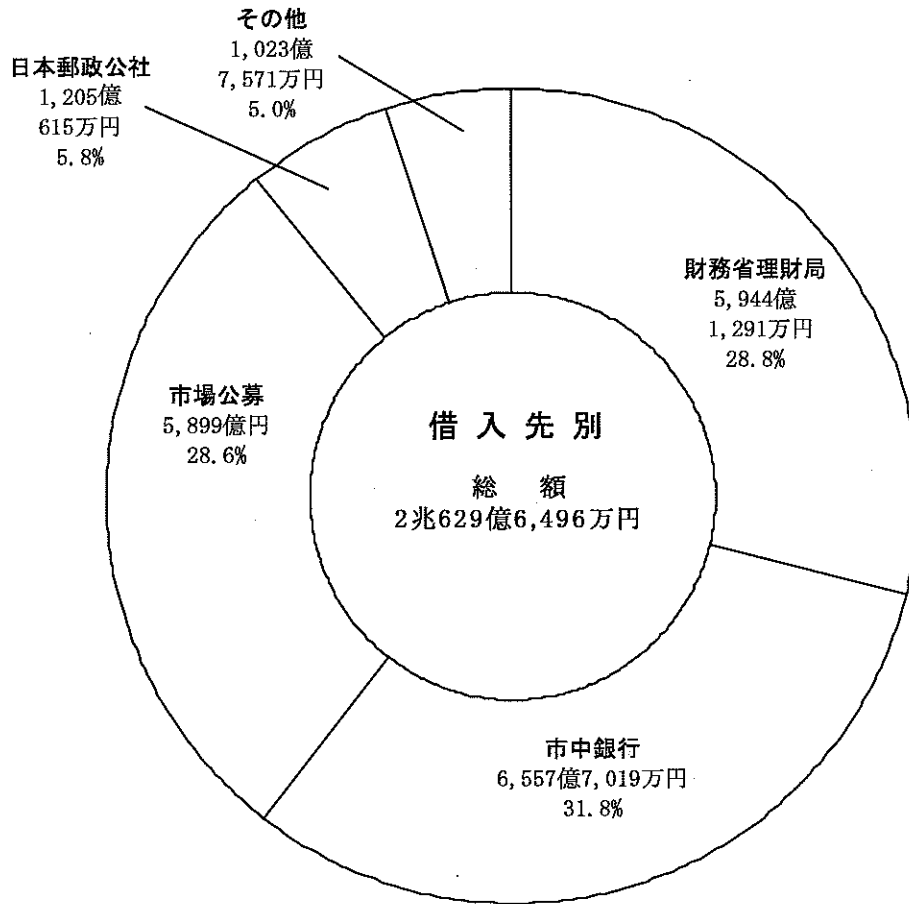 その他
1,023億
7,571万円
5.0%
日本郵政公社
1,205億
615万円
5.8%
財務省理財局
5,944億
1,291万円
28.8%
市場公募
5,899億円
28.6%
借入先別
総額
2兆629億6,496万円
市中銀行
6,557億7,019万円
31.8%